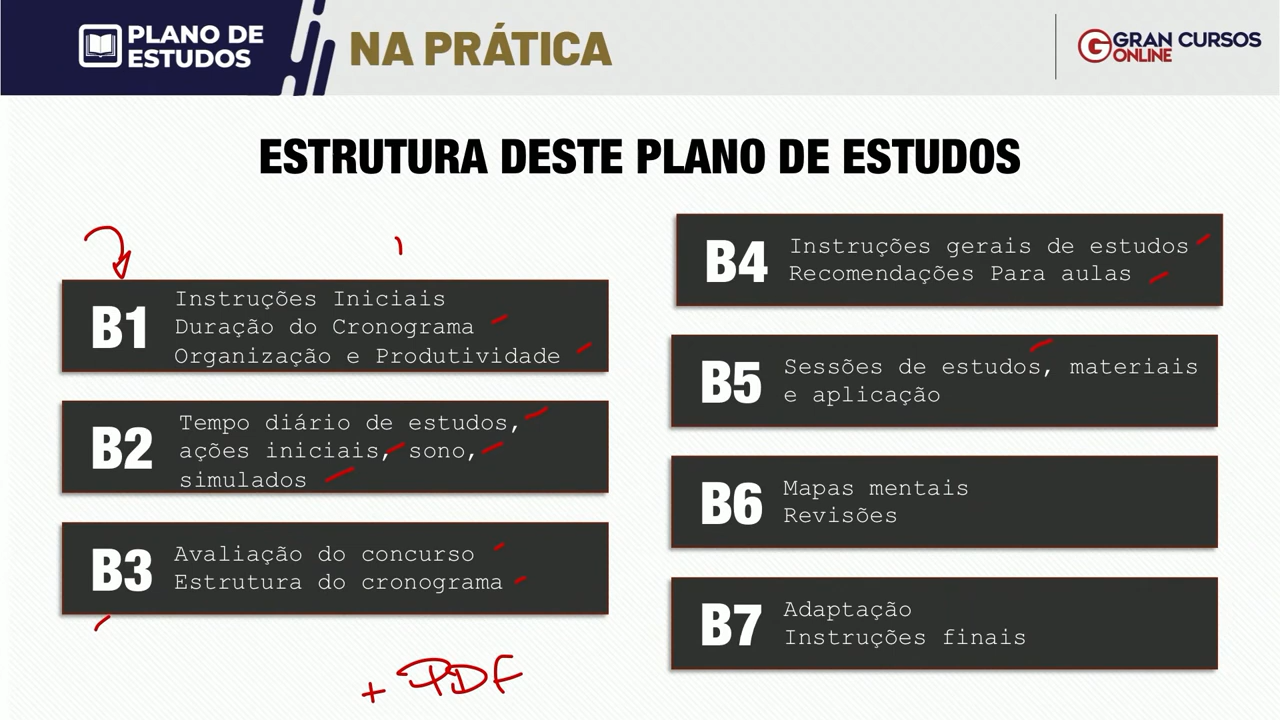 PLANO DE
ESTUDOS
NA PRÁTICA
GRAN CURSOS
ONLINE
ESTRUTURA DESTE PLANO DE ESTUDOS
B1
Instruções Iniciais
Duração do Cronograma
Organização e Produtividade
B2
Tempo diário de estudos,
ações iniciais, sono,
simulados
B3
Avaliação do concurso
Estrutura do cronograma
+ PDF
B4
Instruções gerais de estudos
Recomendações Para aulas
B5
Sessões de estudos, materiais
e aplicação
B6
Mapas mentais
Revisões
B7
Adaptação
Instruções finais